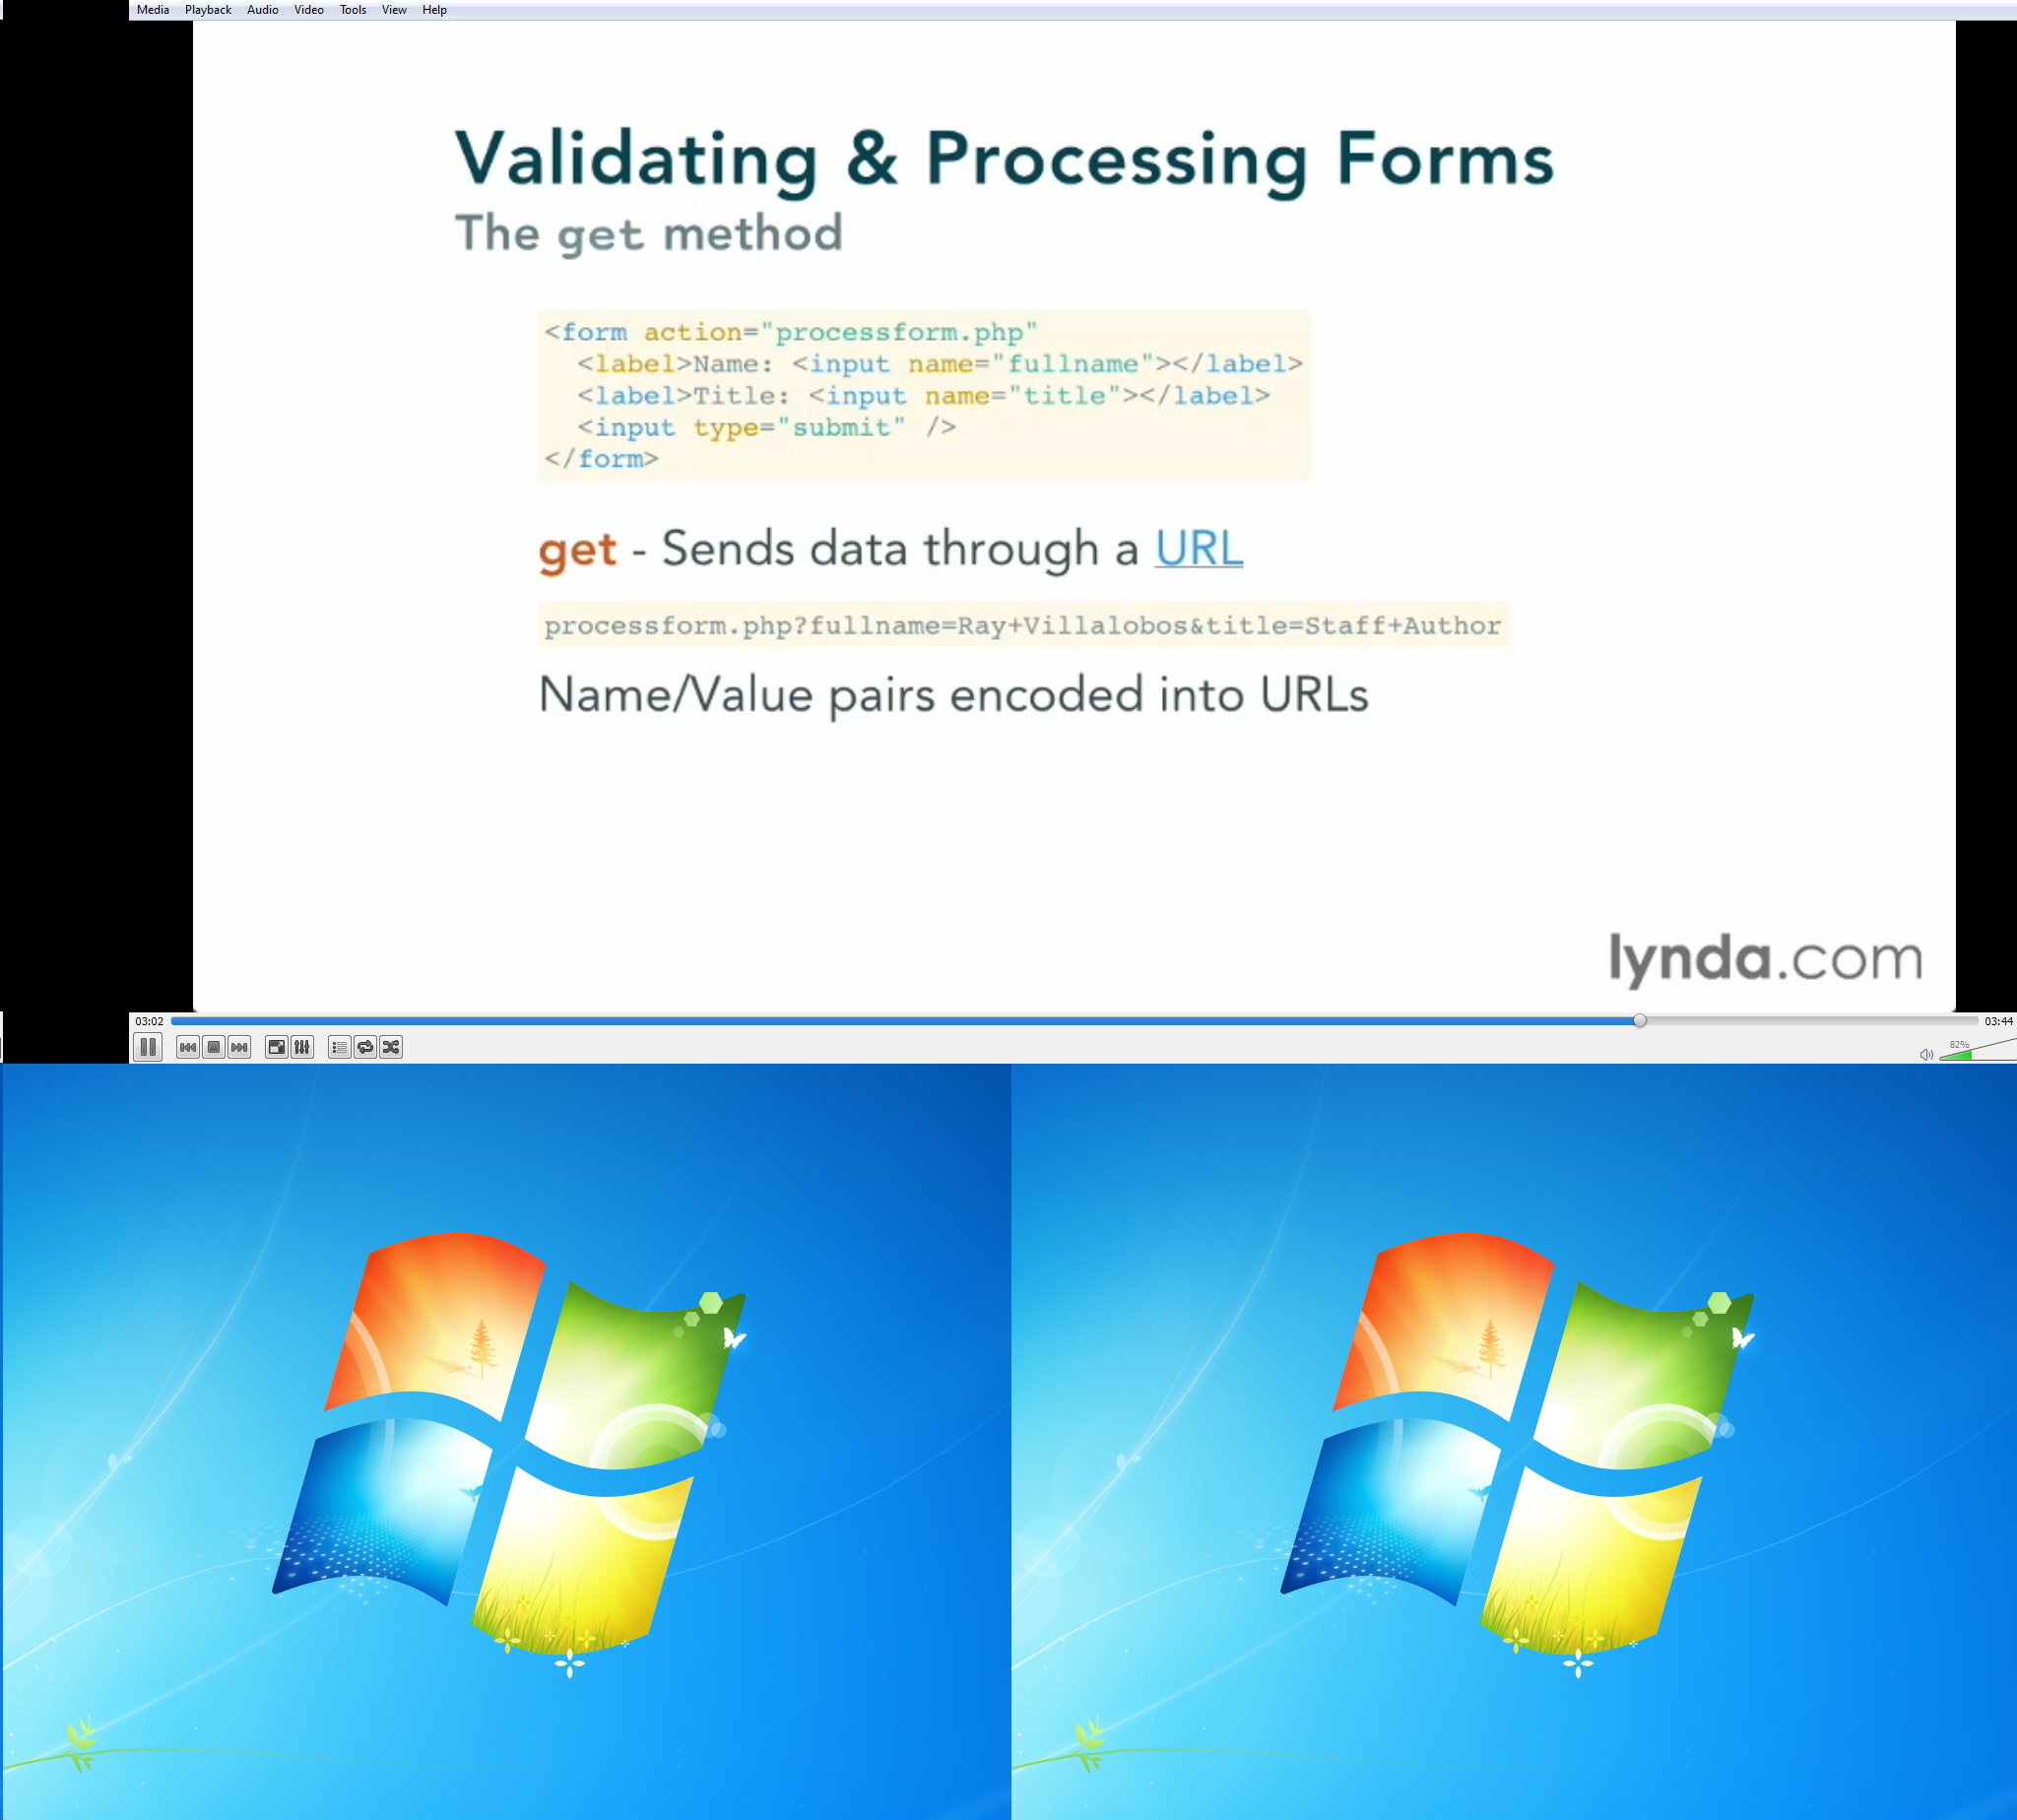 Media Playback Audio Video Tools View Help
Validating & Processing Forms
The get method
<form action="processform.php"
<label>Name: <input name="fullname"></label>
<label>Title: <input name="title"></label>
<input type="submit" />
</form>
get - Sends data through a URL
processform.php?fullname=Ray+Villalobos&title=Staff+Author
Name/Value pairs encoded into URLs
lynda.com
03:02 03:44
82%